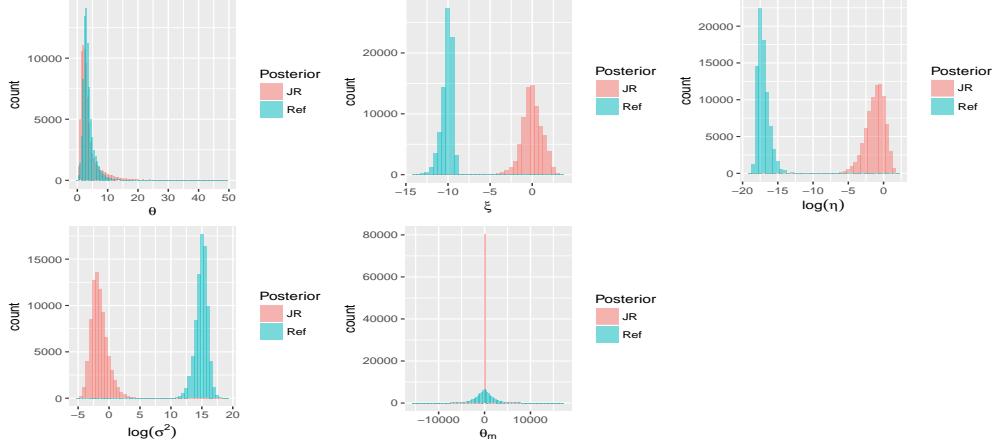 10000
5000
0
count
0 10 20 30 40 50
θ
Posterior
JR
Ref
20000
10000
0
count
−15 −10 −5 0
ξ
Posterior
JR
Ref
20000
15000
10000
5000
0
count
−20 −15 −10 −5 0
log(η)
Posterior
JR
Ref
15000
10000
5000
0
count
−5 0 5 10 15 20
log(σ²)
Posterior
JR
Ref
80000
60000
40000
20000
0
count
−10000 0 10000
θm
Posterior
JR
Ref